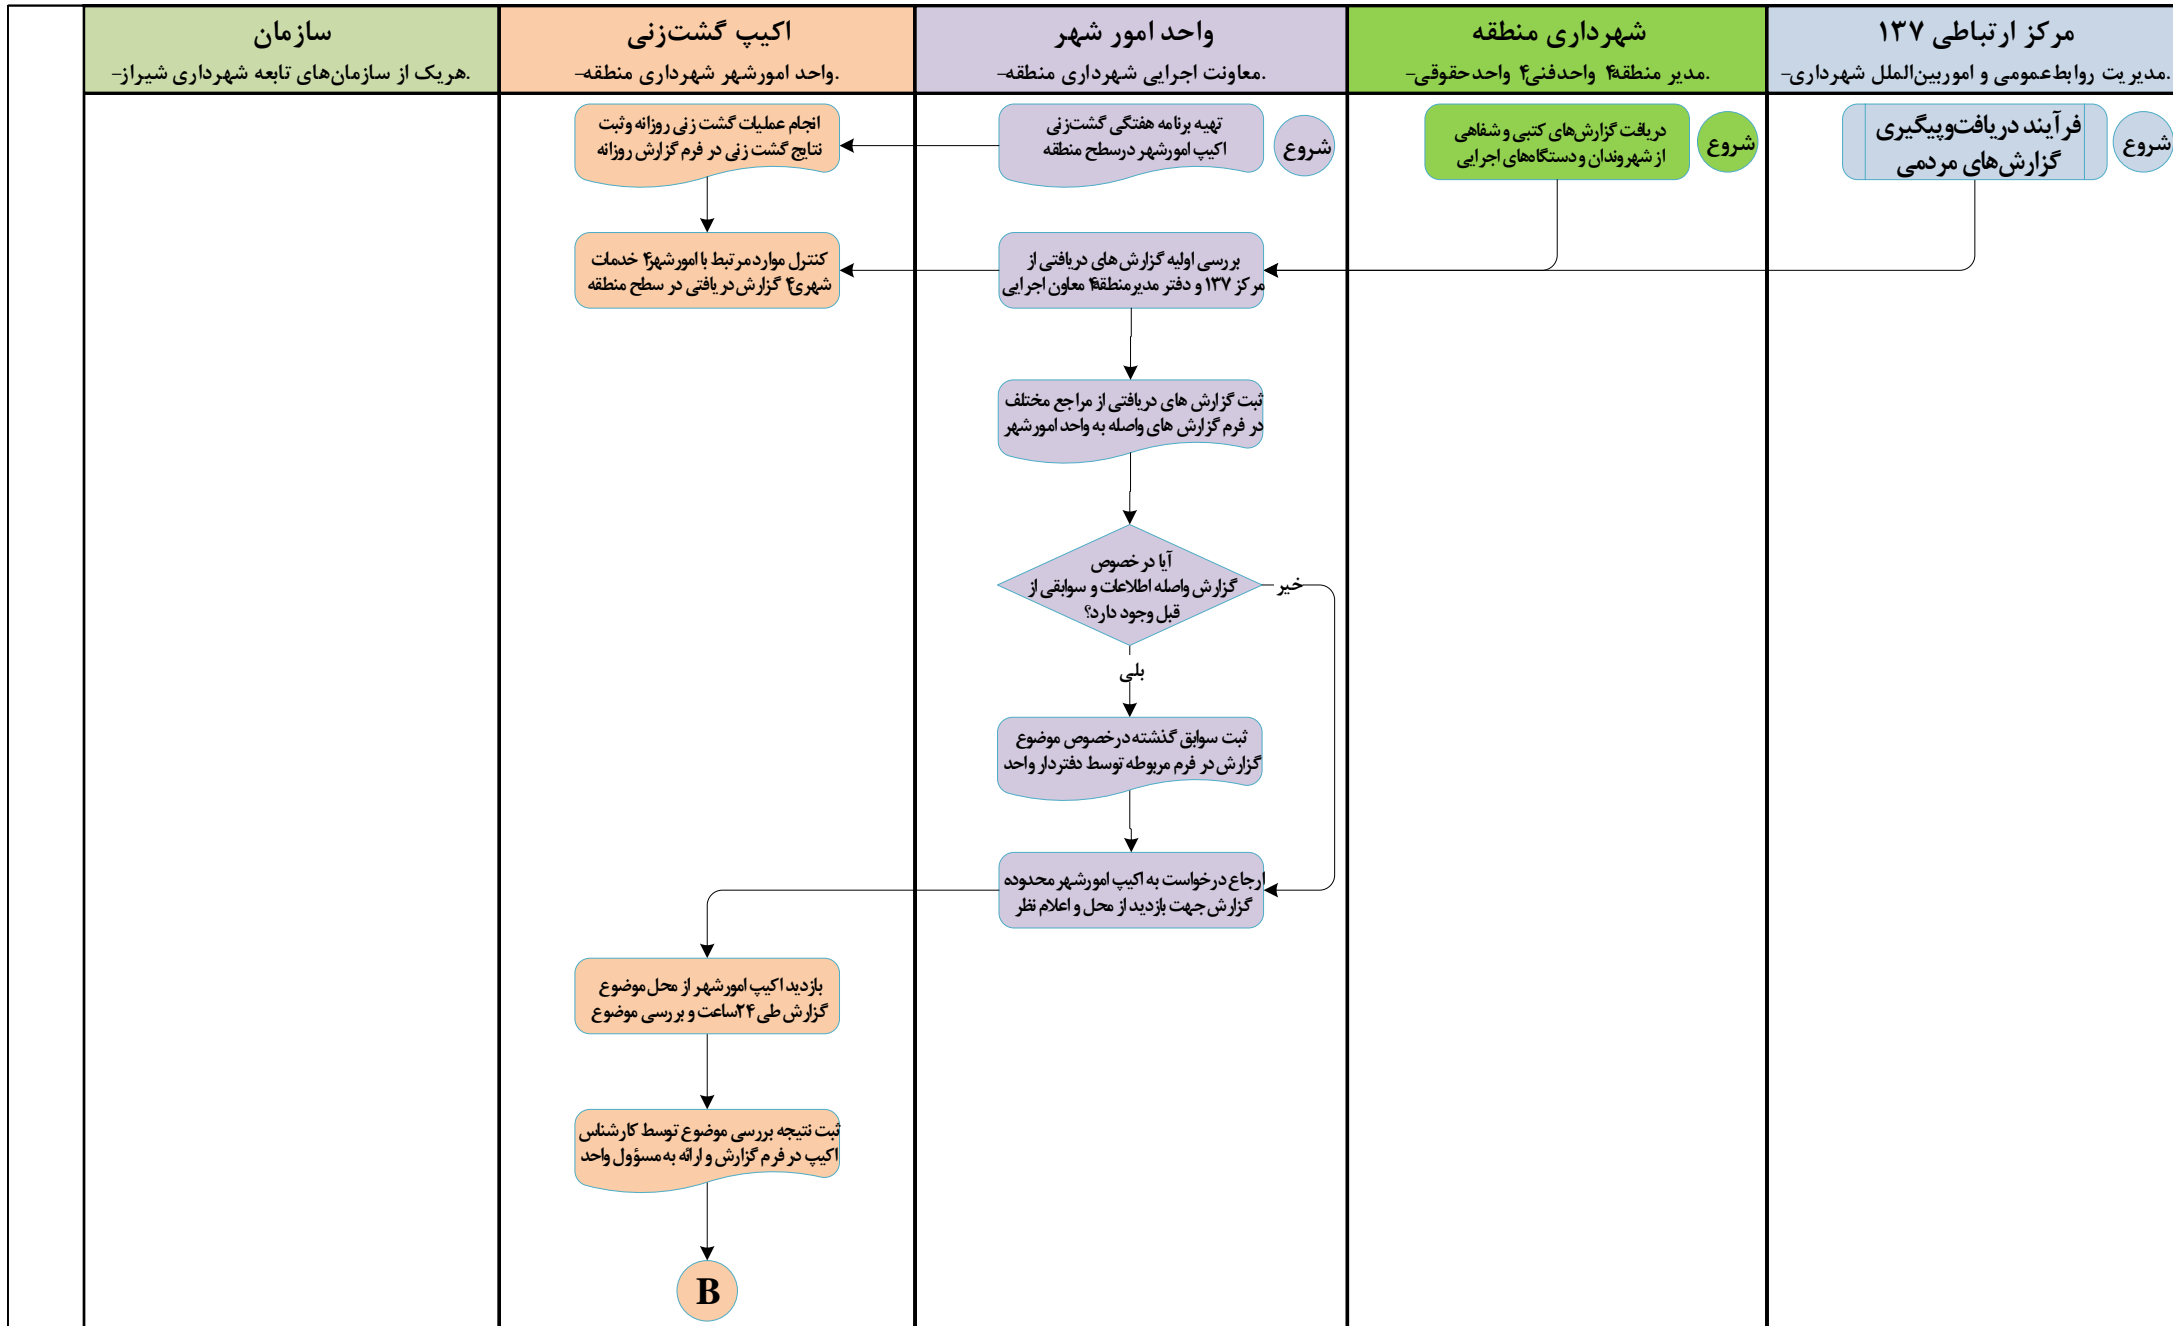 مرکز ارتباطی ۱۳۷
.مدیریت روابط‌عمومی و اموربین‌الملل شهرداری-
شهرداری منطقه
.مدیر منطقه۴ واحدفنی۴ واحدحقوقی-
واحد امور شهر
.معاونت اجرایی شهرداری منطقه-
اکیپ گشت‌زنی
.واحد امورشهر شهرداری منطقه-
سازمان
.هریک از سازمان‌های تابعه شهرداری شیراز-
شروع
فرآیند دریافت‌وپیگیری
گزارش‌های مردمی
شروع
دریافت گزارش‌های کتبی و شفاهی
از شهروندان و دستگاه‌های اجرایی
شروع
تهیه برنامه هفتگی گشت‌زنی
اکیپ امورشهر درسطح منطقه
انجام عملیات گشت زنی روزانه وثبت
نتایج گشت زنی در فرم گزارش روزانه
بررسی اولیه گزارش های دریافتی از
مرکز ۱۳۷ و دفتر مدیرمنطقه۴ معاون اجرایی
کنترل موارد مرتبط با امورشهر۴ خدمات
شهری۴ گزارش دریافتی در سطح منطقه
ثبت گزارش های دریافتی از مراجع مختلف
در فرم گزارش های واصله به واحد امورشهر
آیا در خصوص
گزارش واصله اطلاعات و سوابقی از
قبل وجود دارد؟
خیر
بلی
ثبت سوابق گذشته درخصوص موضوع
گزارش در فرم مربوطه توسط دفتردار واحد
ارجاع درخواست به اکیپ امورشهر محدوده
گزارش جهت بازدید از محل و اعلام نظر
بازدید اکیپ امورشهر از محل موضوع
گزارش طی ۲۴ساعت و بررسی موضوع
ثبت نتیجه بررسی موضوع توسط کارشناس
اکیپ در فرم گزارش و ارائه به مسؤول واحد
B